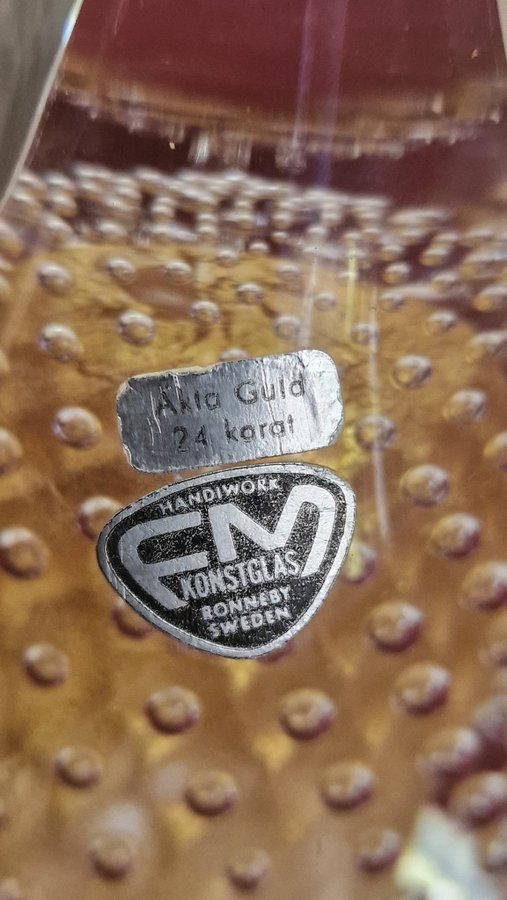 Äkta Guld
24 karat
HANDIWORK
FM
KONSTGLAS
RONNEBY
SWEDEN